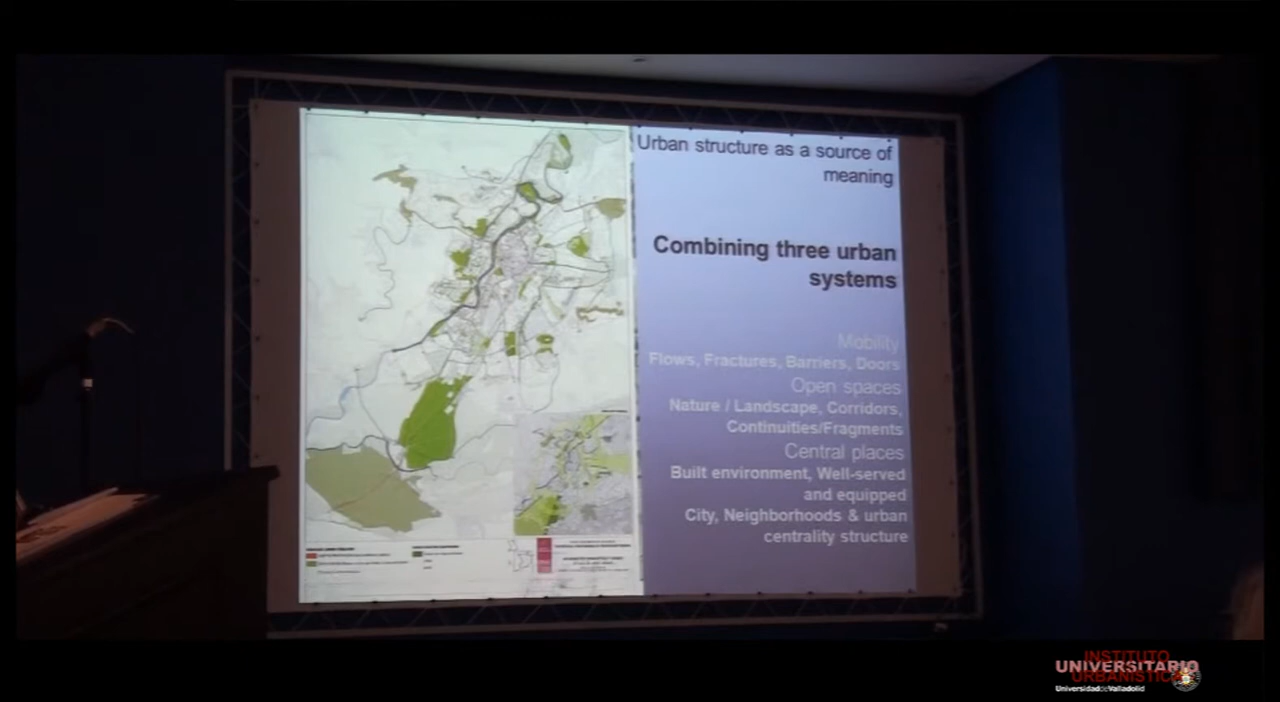 Urban structure as a source of
meaning
Combining three urban
systems
Mobility
Flows, Fractures, Barriers, Doors
Open spaces
Nature / Landscape, Corridors,
Continuities/Fragments
Central places
Built environment, Well-served
and equipped
City, Neighborhoods & urban
centrality structure
INSTITUTO
UNIVERSITARIO
Universidad de Valladolid